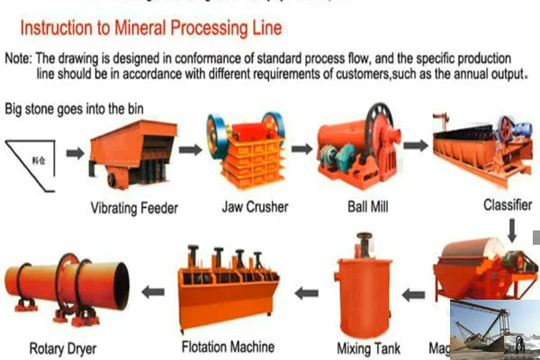 Instruction to Mineral Processing Line
Note: The drawing is designed in conformance of standard process flow, and the specific production
line should be in accordance with different requirements of customers,such as the annual output.
Big stone goes into the bin
料仓
Vibrating Feeder
Jaw Crusher
Ball Mill
Classifier
Rotary Dryer
Flotation Machine
Mixing Tank
Mag